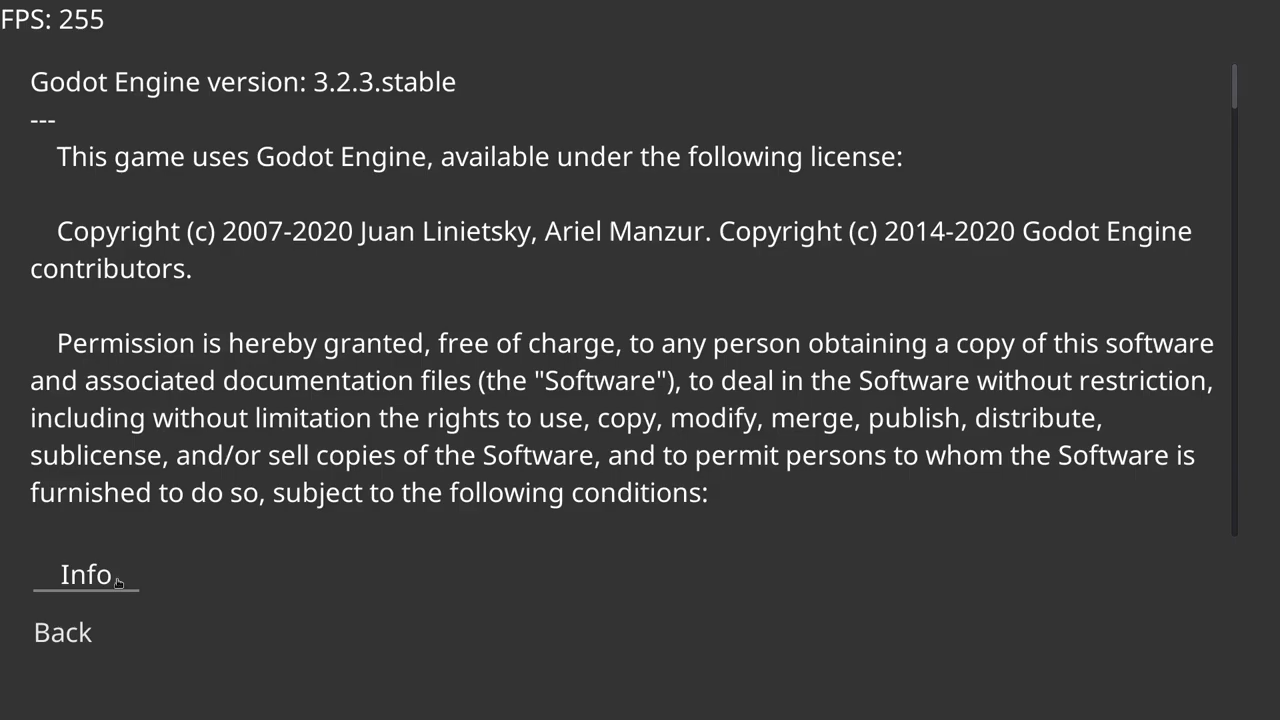 FPS: 255
Godot Engine version: 3.2.3.stable
---
This game uses Godot Engine, available under the following license:
Copyright (c) 2007-2020 Juan Linietsky, Ariel Manzur. Copyright (c) 2014-2020 Godot Engine
contributors.
Permission is hereby granted, free of charge, to any person obtaining a copy of this software
and associated documentation files (the "Software"), to deal in the Software without restriction,
including without limitation the rights to use, copy, modify, merge, publish, distribute,
sublicense, and/or sell copies of the Software, and to permit persons to whom the Software is
furnished to do so, subject to the following conditions:
Info
Back